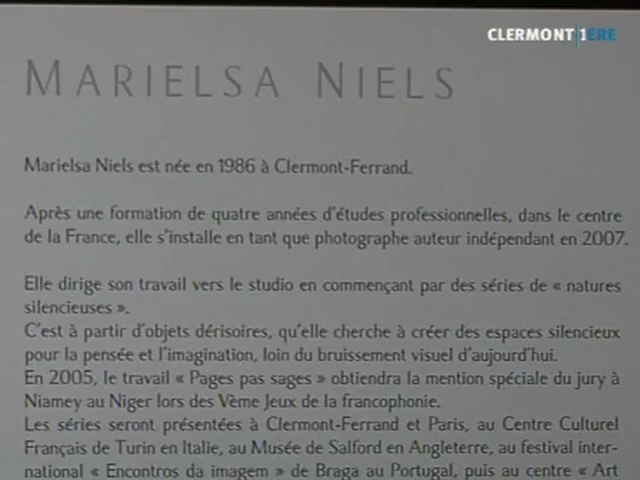 CLERMONT 1ÈRE
MARIELSA NIELS
Marielsa Niels est née en 1986 à Clermont-Ferrand.
Après une formation de quatre années d'études professionnelles, dans le centre
de la France, elle s'installe en tant que photographe auteur indépendant en 2007.
Elle dirige son travail vers le studio en commençant par des séries de « natures
silencieuses ».
C'est à partir d'objets dérisoires, qu'elle cherche à créer des espaces silencieux
pour la pensée et l'imagination, loin du bruissement visuel d'aujourd'hui.
En 2005, le travail « Pages pas sages » obtiendra la mention spéciale du jury à
Niamey au Niger lors des Vème Jeux de la francophonie.
Les séries seront présentées à Clermont-Ferrand et Paris, au Centre Culturel
Français de Turin en Italie, au Musée de Salford en Angleterre, au festival inter-
national « Encontros da imagem » de Braga au Portugal, puis au centre « Art